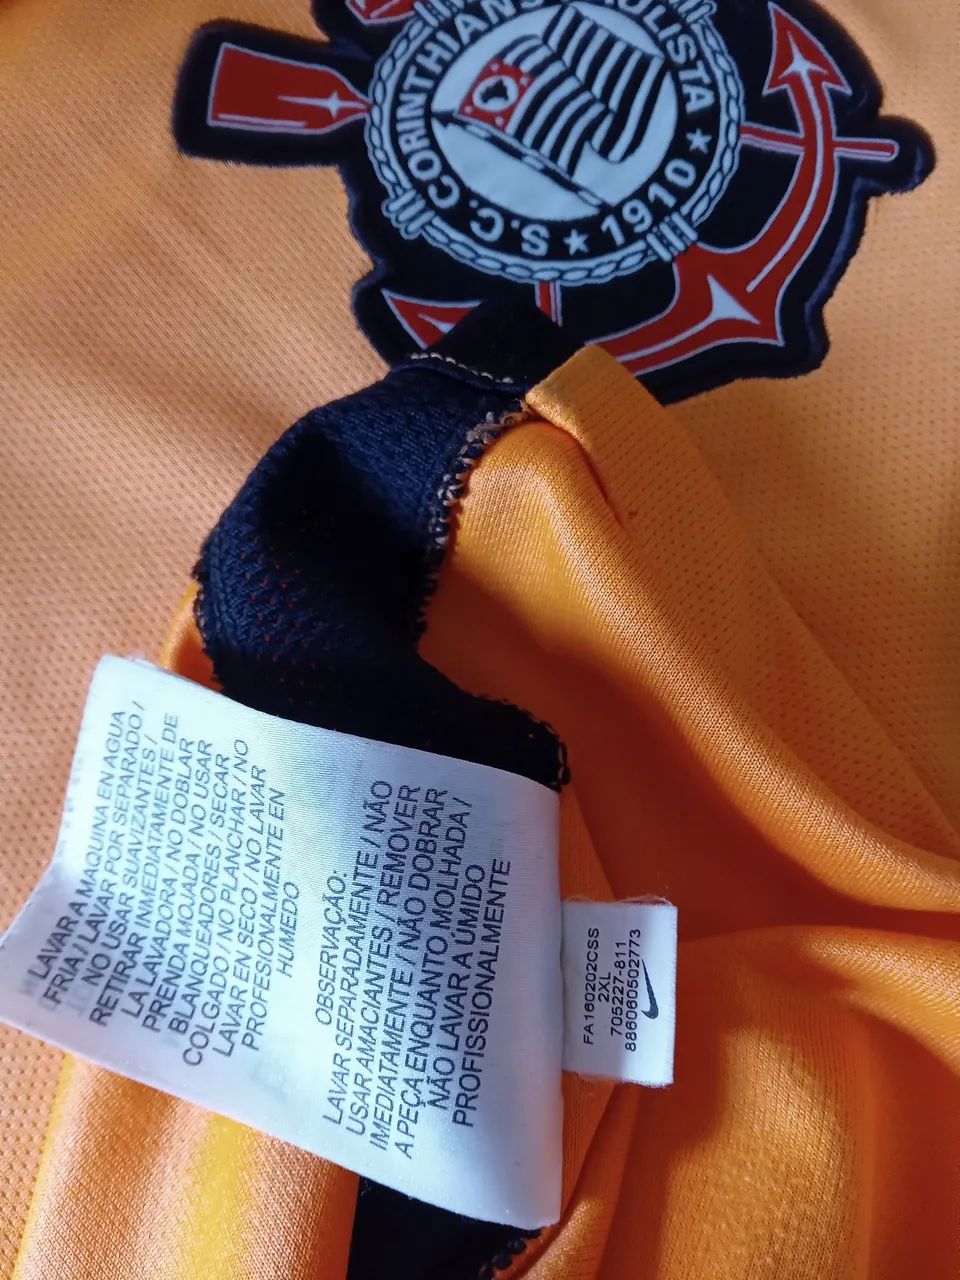 S.C. CORINTHIANS PAULISTA ★ 1910 ★
LAVAR A MAQUINA EN AGUA
FRIA / LAVAR POR SEPARADO /
NO USAR SUAVIZANTES /
RETIRAR INMEDIATAMENTE DE
LA LAVADORA / NO DOBLAR
PRENDA MOJADA / NO USAR
BLANQUEADORES / SECAR
COLGADO / NO PLANCHAR / NO
LAVAR EN SECO / NO LAVAR
PROFESIONALMENTE EN
HUMEDO
OBSERVAÇÃO:
LAVAR SEPARADAMENTE / NÃO
USAR AMACIANTES / REMOVER
IMEDIATAMENTE / NÃO DOBRAR
A PEÇA ENQUANTO MOLHADA /
NÃO LAVAR A ÚMIDO
PROFISSIONALMENTE
FA160202CSS
2XL
705227-811
886060502773